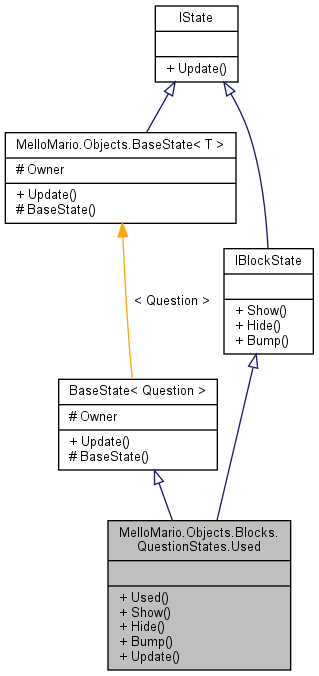 IState
+ Update()
MelloMario.Objects.BaseState< T >
# Owner
+ Update()
# BaseState()
IBlockState
+ Show()
+ Hide()
+ Bump()
< Question >
BaseState< Question >
# Owner
+ Update()
# BaseState()
MelloMario.Objects.Blocks.
QuestionStates.Used
+ Used()
+ Show()
+ Hide()
+ Bump()
+ Update()